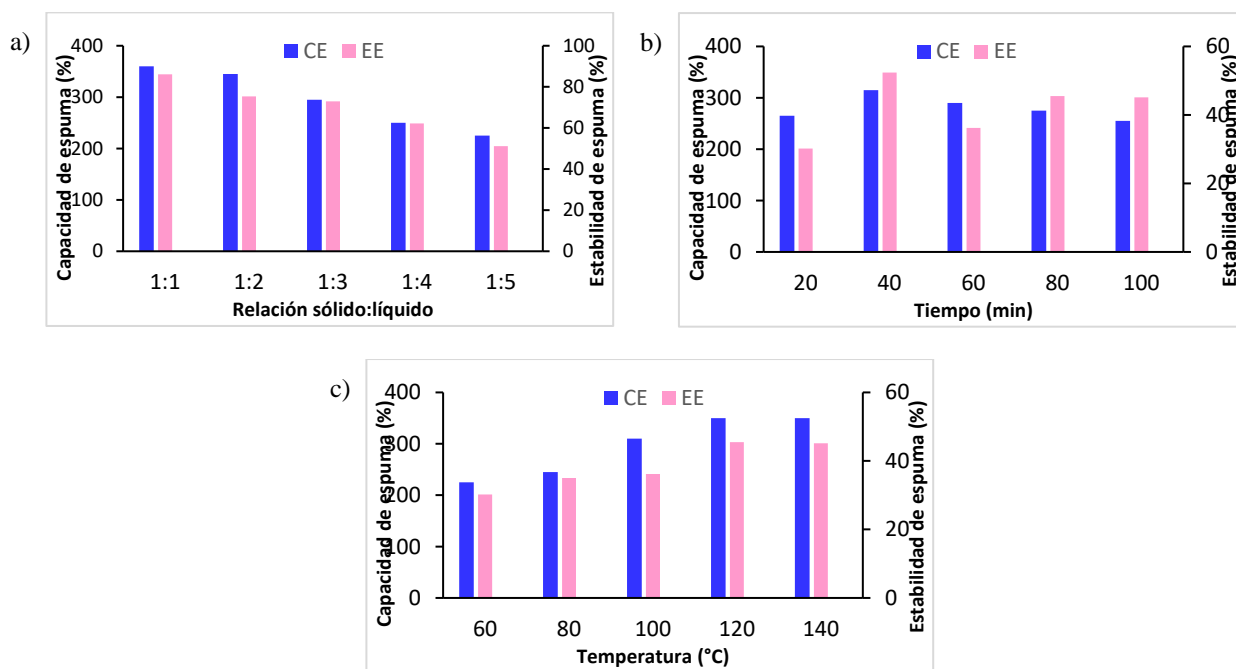 a)
CE EE
Capacidad de espuma (%)
400
300
200
100
0
Estabilidad de espuma (%)
100
80
60
40
20
0
1:1 1:2 1:3 1:4 1:5
Relación sólido:líquido
b)
CE EE
Capacidad de espuma (%)
400
300
200
100
0
Estabilidad de espuma (%)
60
40
20
0
20 40 60 80 100
Tiempo (min)
c)
CE EE
Capacidad de espuma (%)
400
300
200
100
0
Estabilidad de espuma (%)
60
40
20
0
60 80 100 120 140
Temperatura (°C)